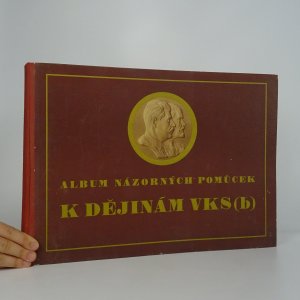 ALBUM NÁZORNÝCH POMŮCEK
K DĚJINÁM VKS(b)